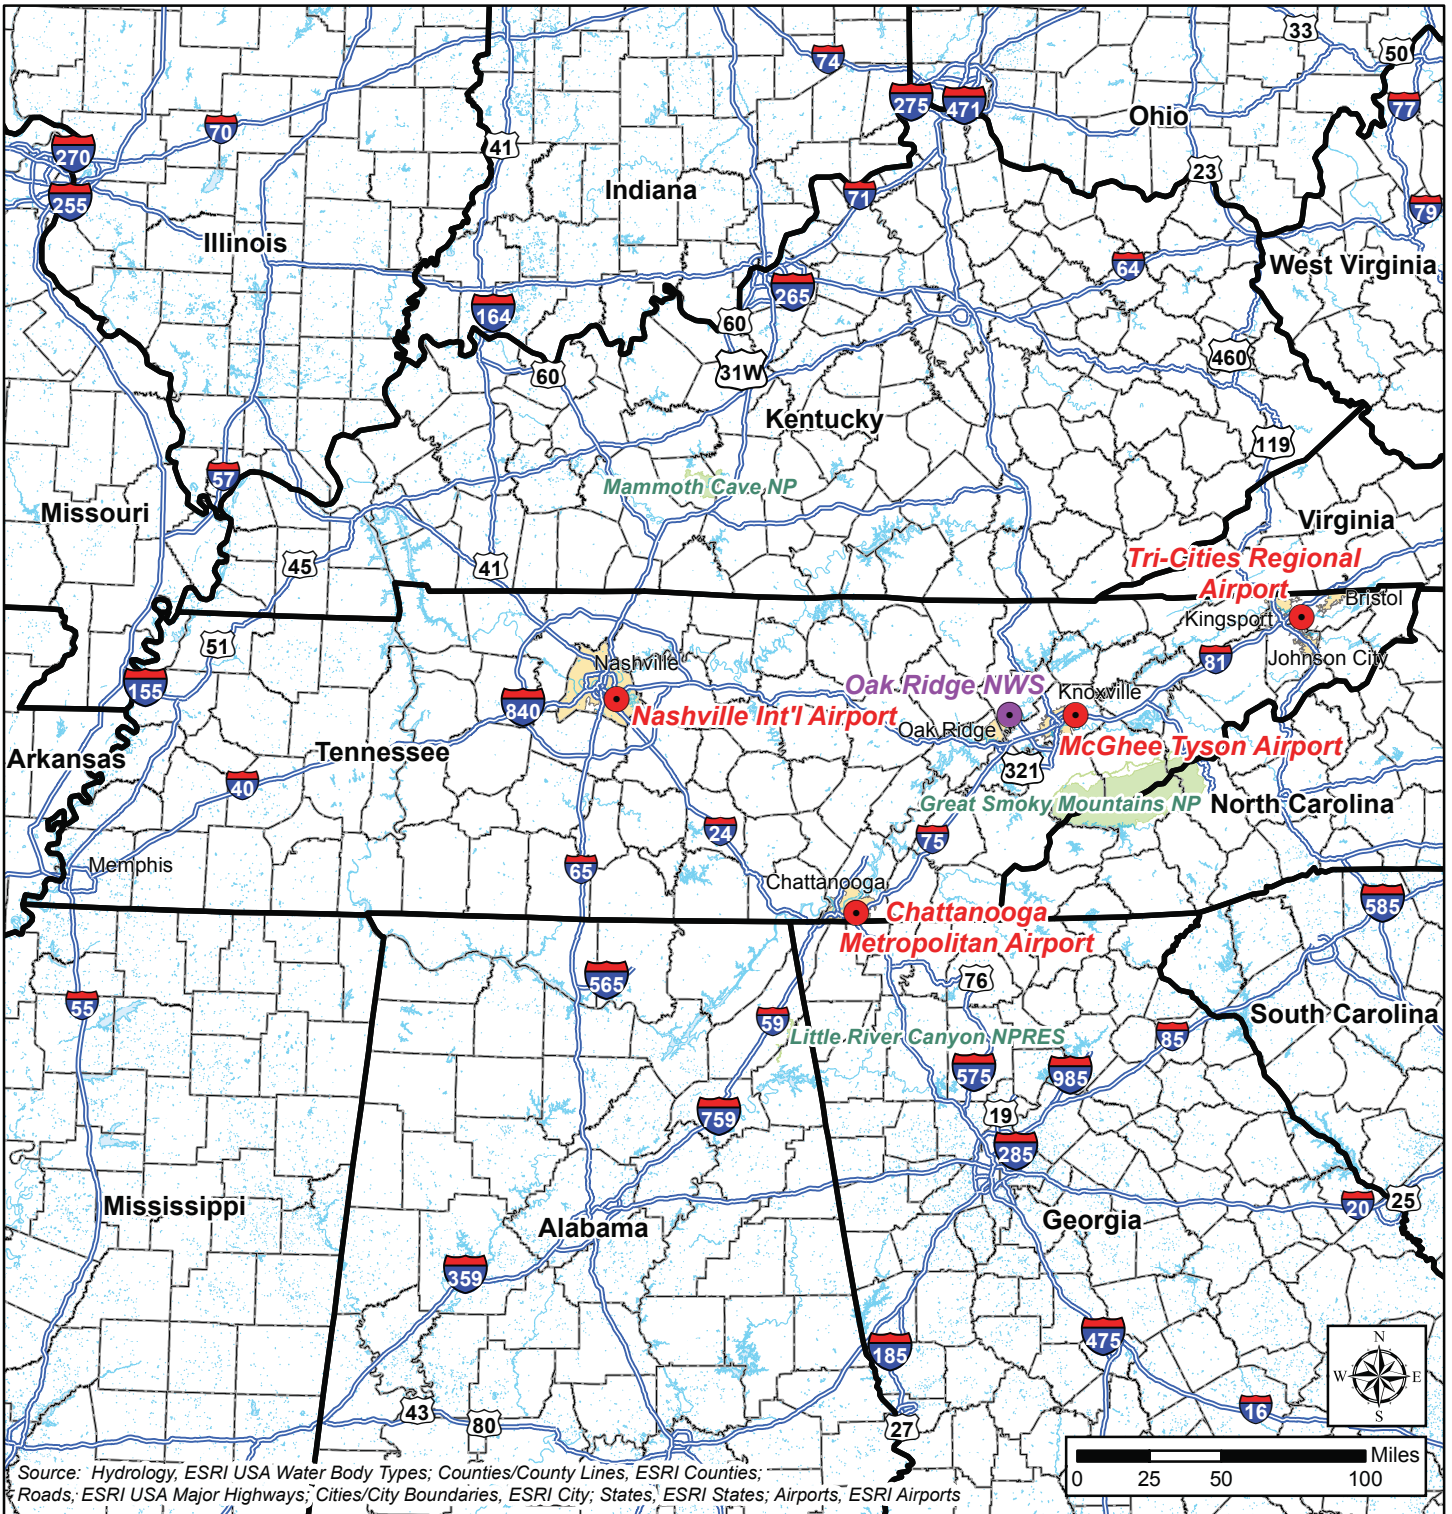 33
50
74
275
471
77
Ohio
70
270
41
23
Indiana
71
255
79
Illinois
West Virginia
64
265
164
60
460
31W
60
Kentucky
119
57
Mammoth Cave NP
Missouri
Virginia
45
41
Tri-Cities Regional
Airport
Bristol
Kingsport
51
Johnson City
81
Nashville
155
Oak Ridge NWS
Knoxville
840
Nashville Int'l Airport
Oak Ridge
McGhee Tyson Airport
Arkansas
Tennessee
321
40
Great Smoky Mountains NP
North Carolina
24
75
Memphis
65
Chattanooga
585
Chattanooga
Metropolitan Airport
565
76
55
59
South Carolina
Little River Canyon NPRES
85
575
985
759
19
285
Mississippi
25
20
Alabama
Georgia
359
475
N
185
W
E
S
43
16
80
27
Miles
0 25 50 100
Source: Hydrology, ESRI USA Water Body Types; Counties/County Lines, ESRI Counties;
Roads, ESRI USA Major Highways; Cities/City Boundaries, ESRI City; States, ESRI States; Airports, ESRI Airports